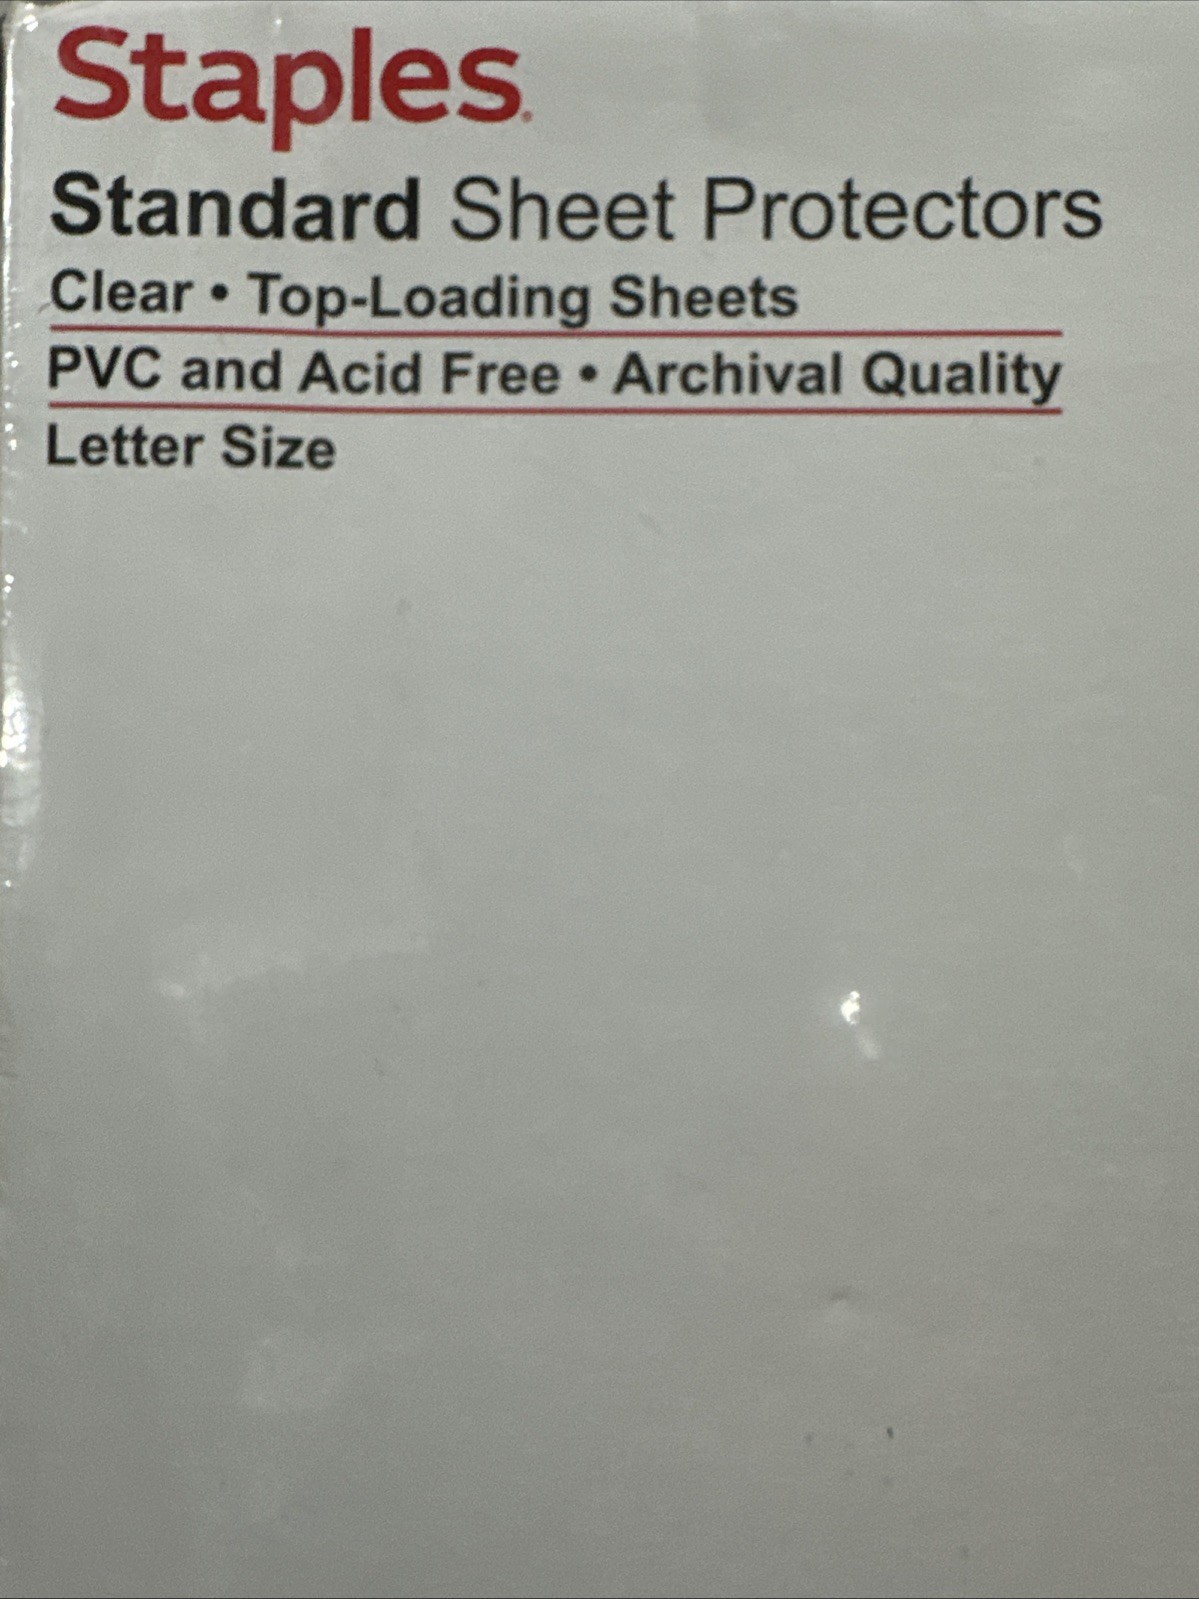 Staples.
Standard Sheet Protectors
Clear • Top-Loading Sheets
PVC and Acid Free • Archival Quality
Letter Size